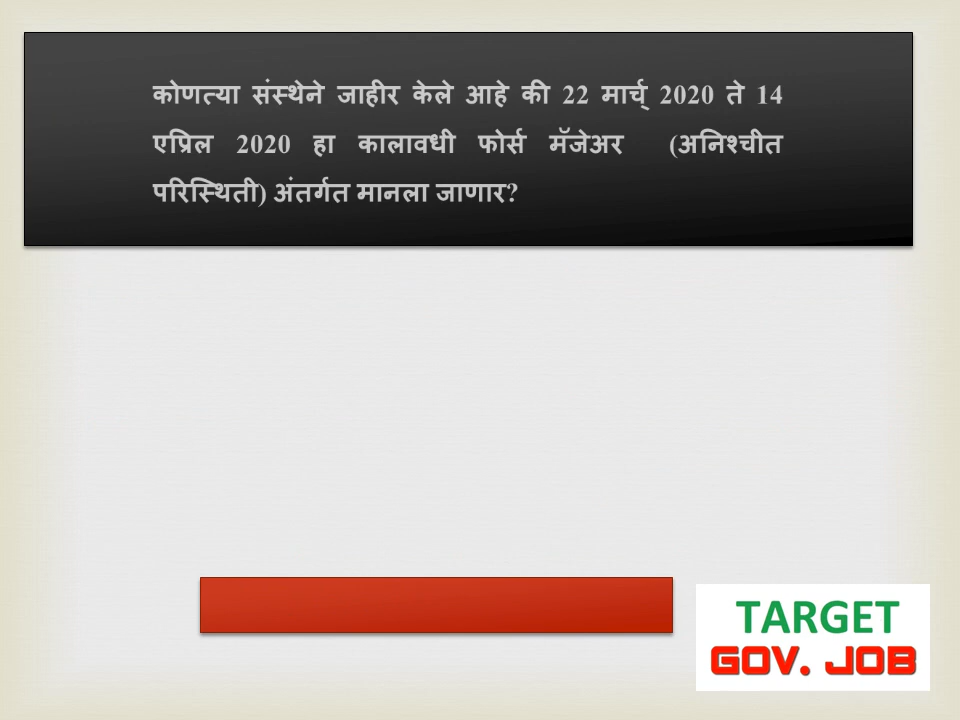 कोणत्या संस्थेने जाहीर केले आहे की 22 मार्च् 2020 ते 14
एप्रिल 2020 हा कालावधी फोर्स मॅजेअर (अनिश्चीत
परिस्थिती) अंतर्गत मानला जाणार?
TARGET
GOV. JOB